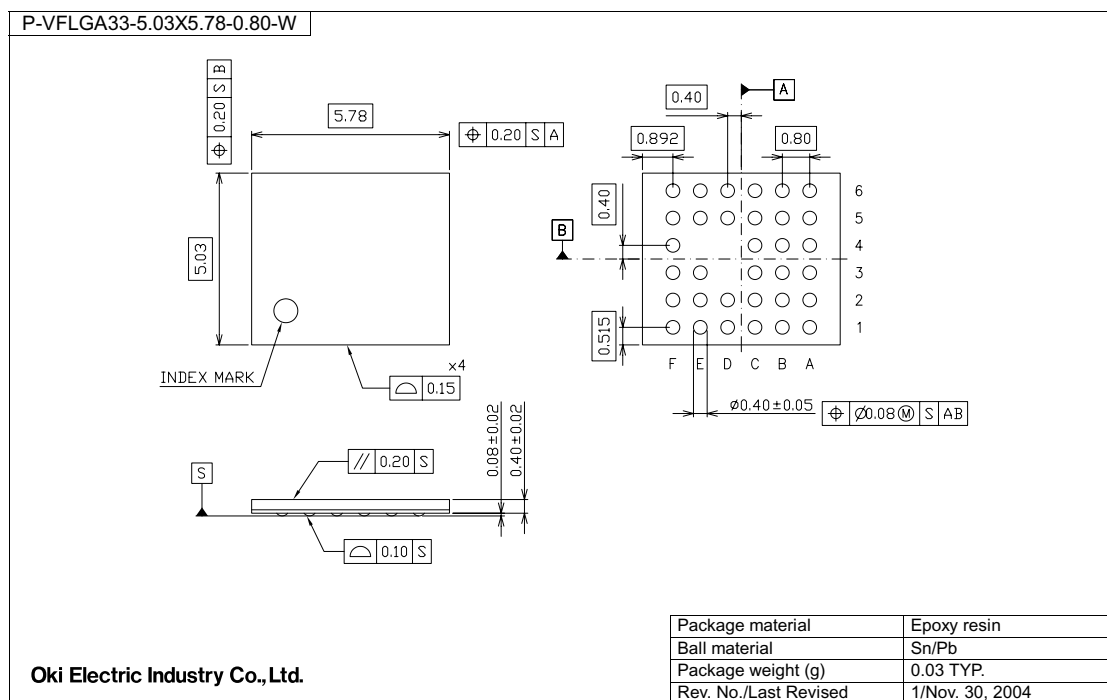 P-VFLGA33-5.03X5.78-0.80-W
⌖ 0.20 S B
5.78
⌖ 0.20 S A
5.03
INDEX MARK
x4
⌓ 0.15
0.40
A
0.892
0.80
0.40
B
0.515
6
5
4
3
2
1
F E D C B A
Ø0.40±0.05
⌖ Ø0.08 Ⓜ S AB
// 0.20 S
0.08±0.02
0.40±0.02
S
⌓ 0.10 S
Package material Epoxy resin
Ball material Sn/Pb
Package weight (g) 0.03 TYP.
Rev. No./Last Revised 1/Nov. 30, 2004
Oki Electric Industry Co., Ltd.